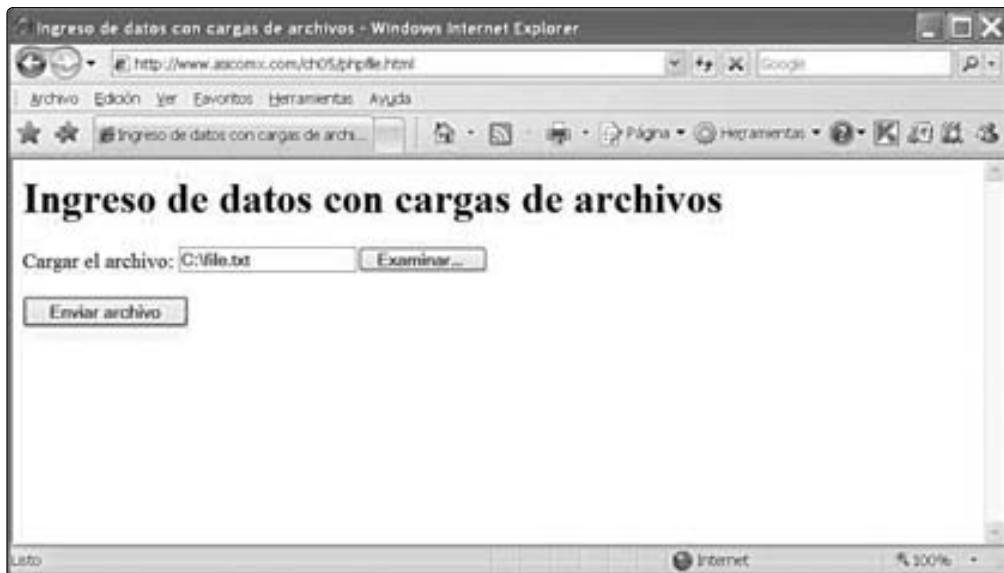 Ingreso de datos con cargas de archivos - Windows Internet Explorer
http://www.asicomx.com/ch05/phpfile.html
Google
Archivo Edición Ver Favoritos Herramientas Ayuda
Ingreso de datos con cargas de archi...
Página
Herramientas
Ingreso de datos con cargas de archivos
Cargar el archivo: C:\file.txt Examinar...
Enviar archivo
Listo
Internet
100%